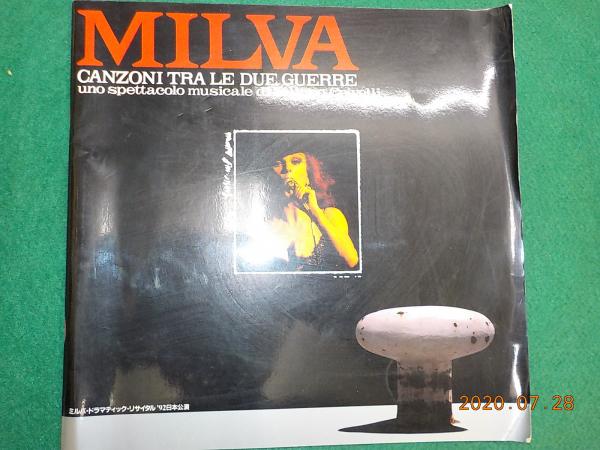 MILVA
CANZONI TRA LE DUE GUERRE
uno spettacolo musicale
ミルバ・ドラマティック・リサイタル '92日本公演
2020.07.28